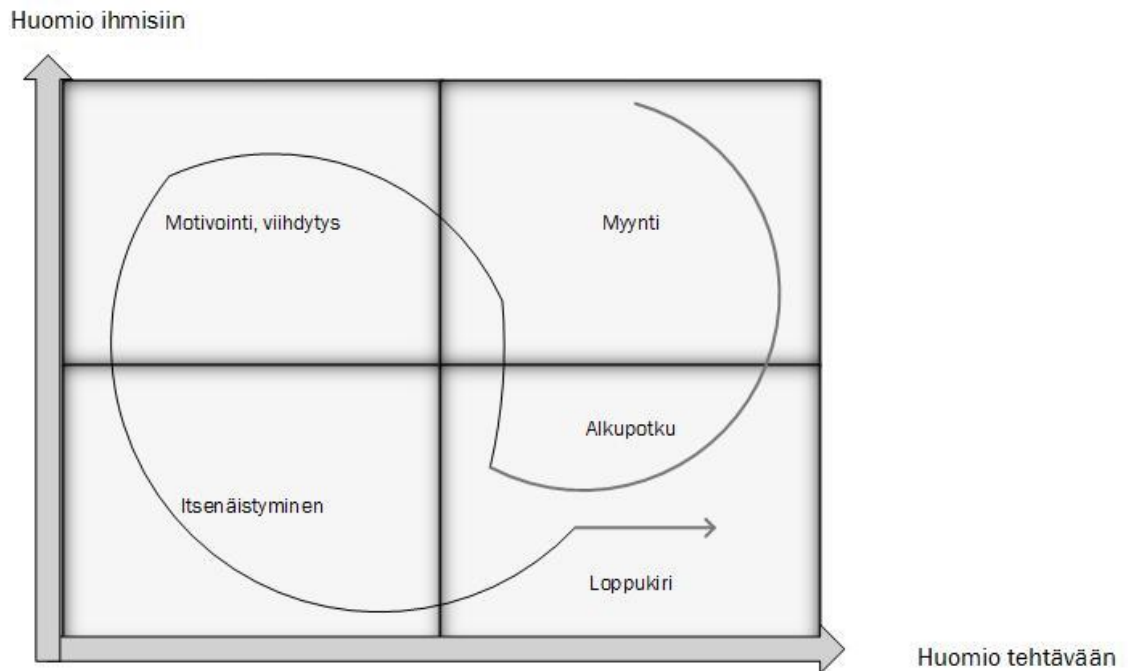 Huomio ihmisiin
Motivointi, viihdytys
Myynti
Alkupotku
Itsenäistyminen
Loppukiri
Huomio tehtävään